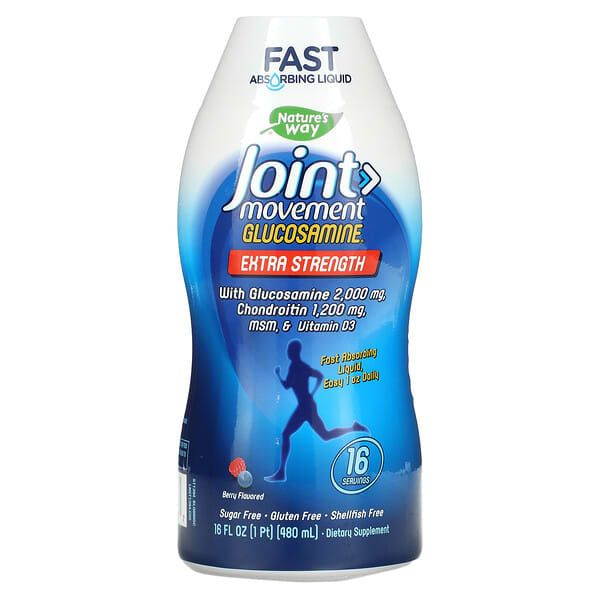 FAST
ABSORBING LIQUID
Nature's
Way
Joint
movement
GLUCOSAMINE
EXTRA STRENGTH
With Glucosamine 2,000 mg,
Chondroitin 1,200 mg,
MSM, & Vitamin D3
Fast Absorbing
Liquid,
Easy 1 oz Daily
16
SERVINGS
Berry Flavored
Sugar Free • Gluten Free • Shellfish Free
16 FL OZ (1 Pt) (480 mL) • Dietary Supplement